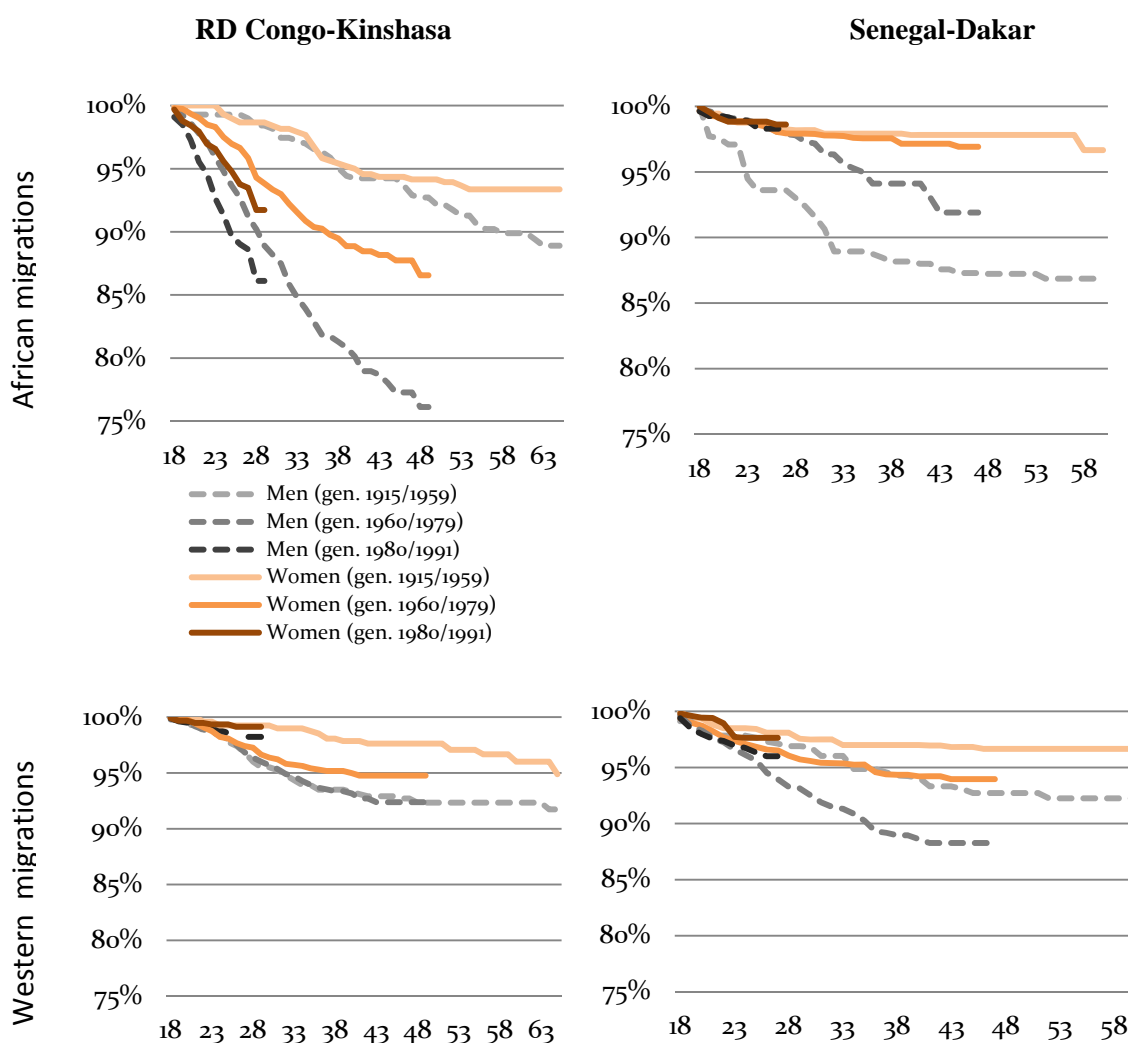 RD Congo-Kinshasa
Senegal-Dakar
African migrations
100%
95%
90%
85%
80%
75%
18 23 28 33 38 43 48 53 58 63
100%
95%
90%
85%
80%
75%
18 23 28 33 38 43 48 53 58
Men (gen. 1915/1959)
Men (gen. 1960/1979)
Men (gen. 1980/1991)
Women (gen. 1915/1959)
Women (gen. 1960/1979)
Women (gen. 1980/1991)
Western migrations
100%
95%
90%
85%
80%
75%
18 23 28 33 38 43 48 53 58 63
100%
95%
90%
85%
80%
75%
18 23 28 33 38 43 48 53 58